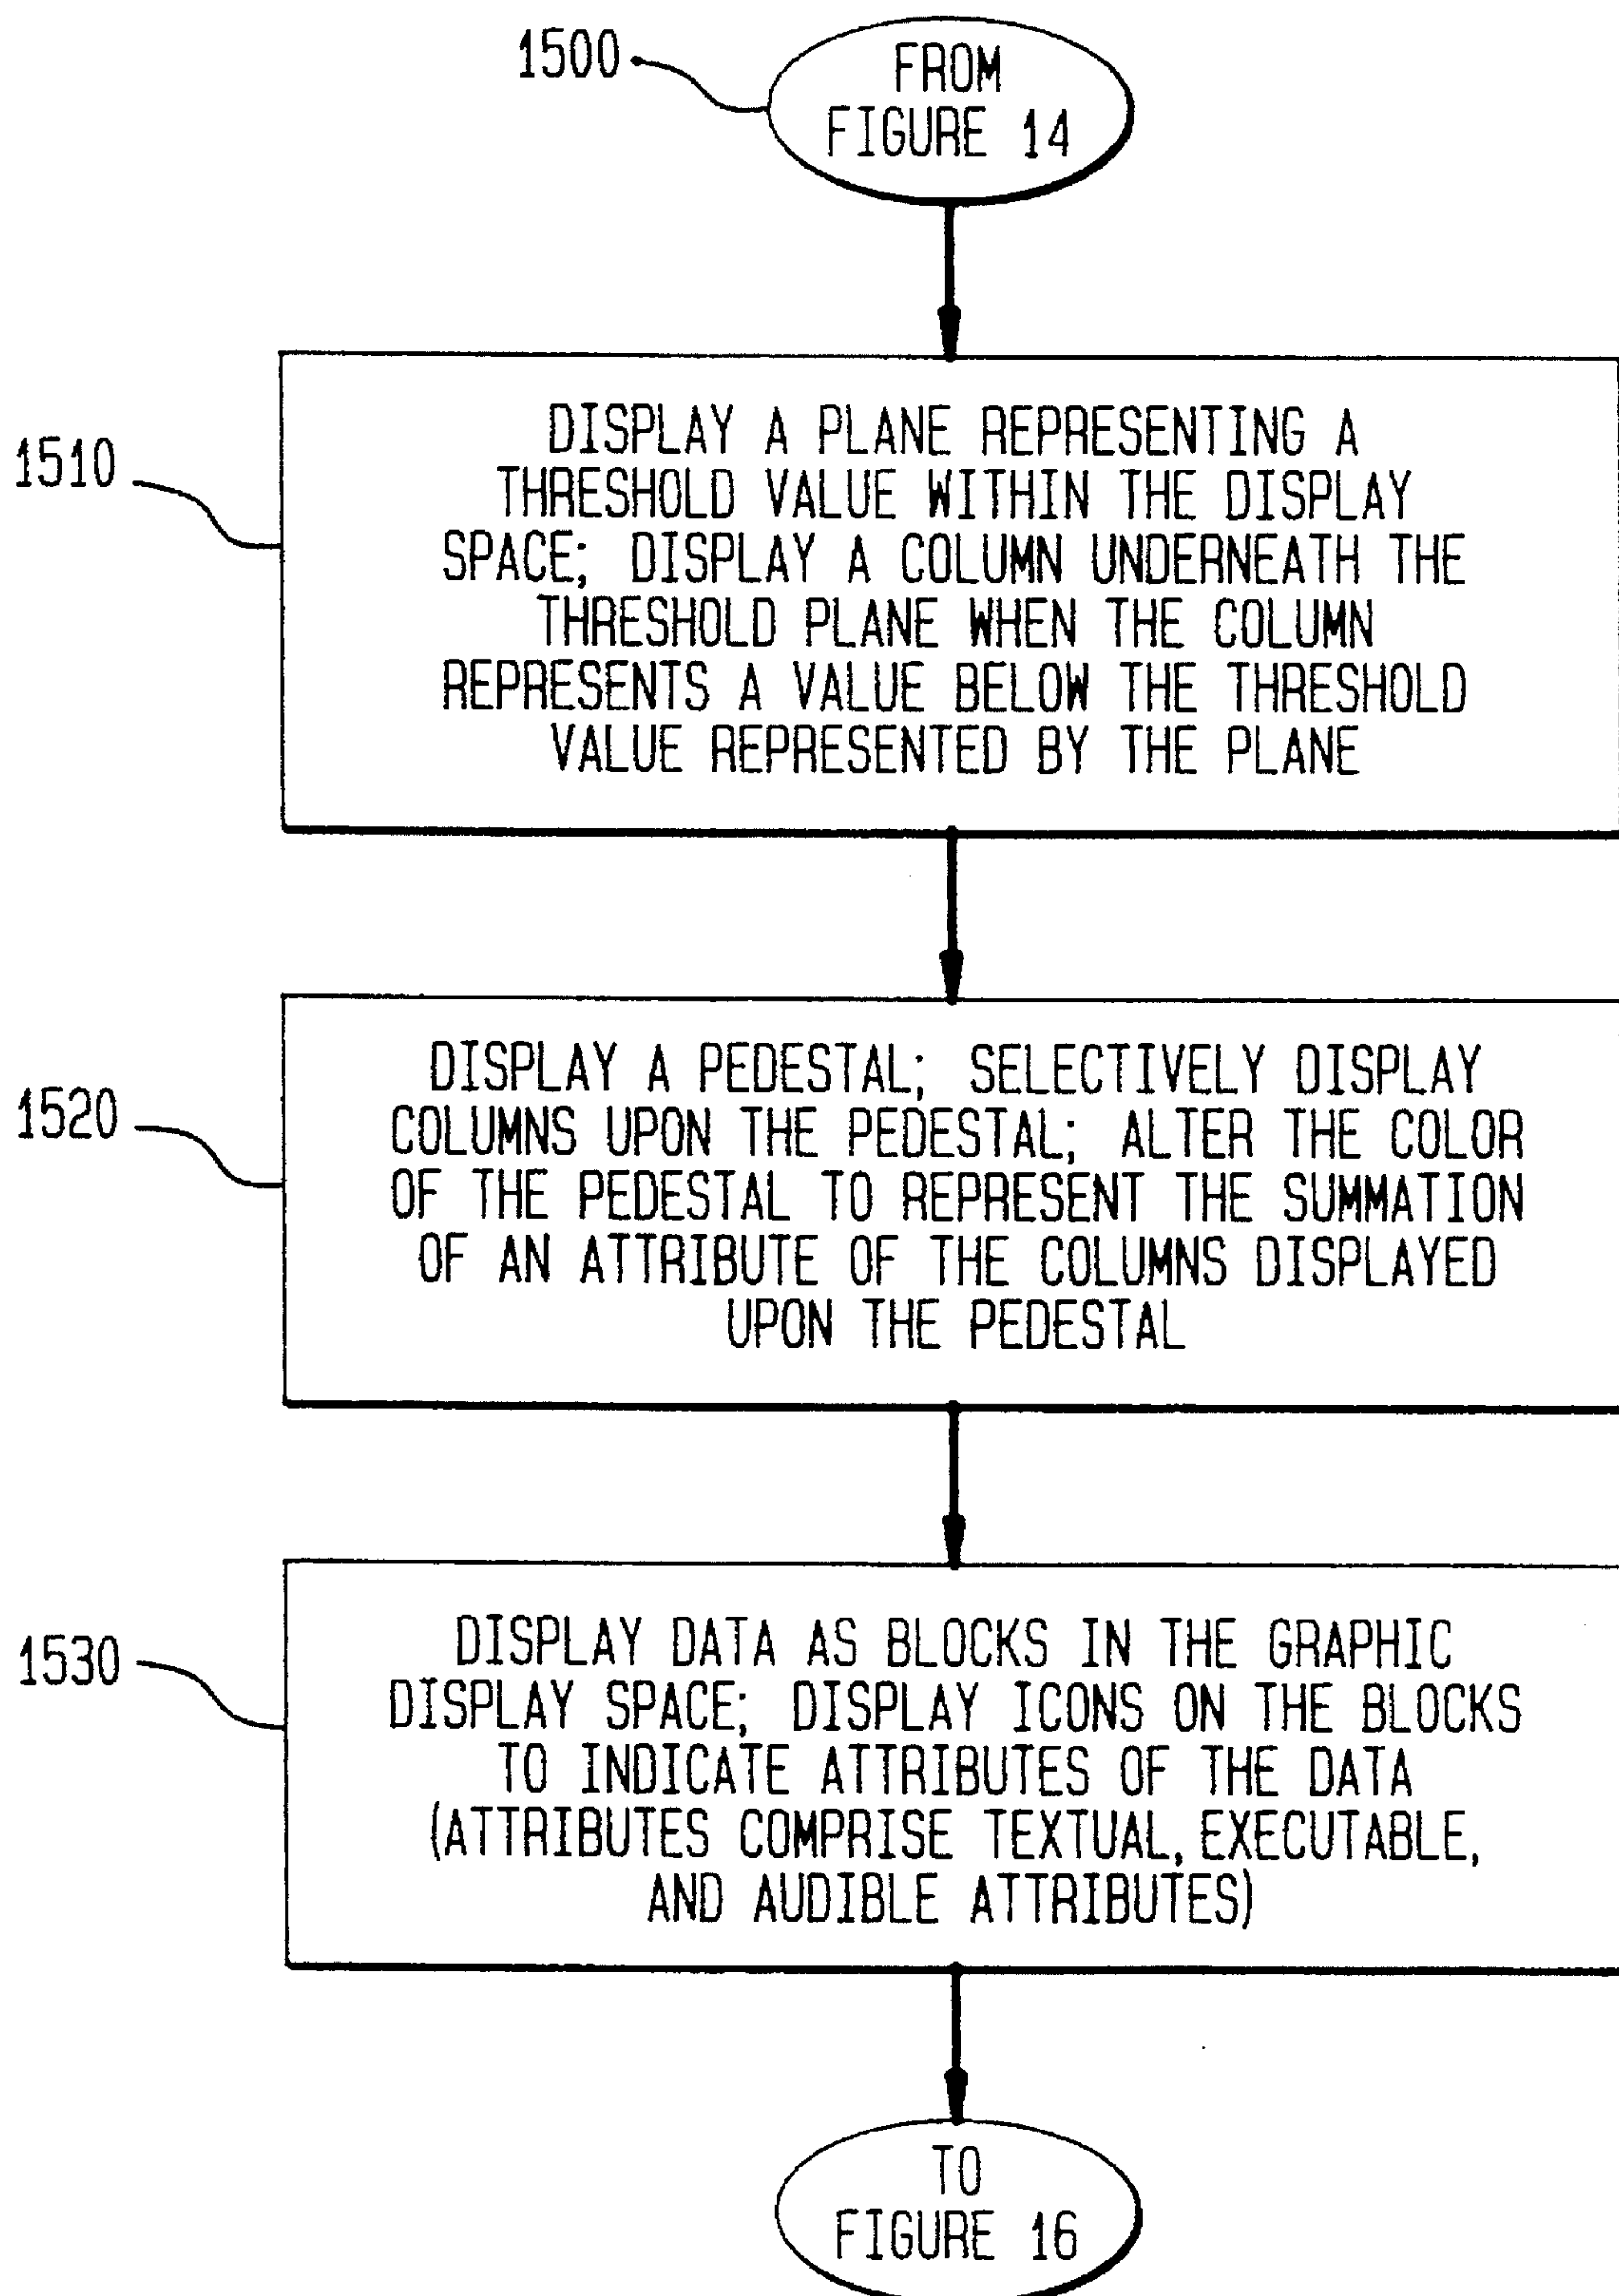 1500
FROM
FIGURE 14
1510
DISPLAY A PLANE REPRESENTING A
THRESHOLD VALUE WITHIN THE DISPLAY
SPACE; DISPLAY A COLUMN UNDERNEATH THE
THRESHOLD PLANE WHEN THE COLUMN
REPRESENTS A VALUE BELOW THE THRESHOLD
VALUE REPRESENTED BY THE PLANE
1520
DISPLAY A PEDESTAL; SELECTIVELY DISPLAY
COLUMNS UPON THE PEDESTAL; ALTER THE COLOR
OF THE PEDESTAL TO REPRESENT THE SUMMATION
OF AN ATTRIBUTE OF THE COLUMNS DISPLAYED
UPON THE PEDESTAL
1530
DISPLAY DATA AS BLOCKS IN THE GRAPHIC
DISPLAY SPACE; DISPLAY ICONS ON THE BLOCKS
TO INDICATE ATTRIBUTES OF THE DATA
(ATTRIBUTES COMPRISE TEXTUAL, EXECUTABLE,
AND AUDIBLE ATTRIBUTES)
TO
FIGURE 16